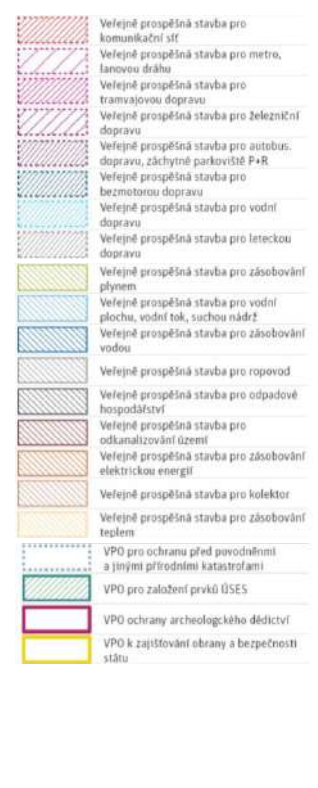 Veřejně prospěšná stavba pro
komunikační síť
Veřejně prospěšná stavba pro metro,
lanovou dráhu
Veřejně prospěšná stavba pro
tramvajovou dopravu
Veřejně prospěšná stavba pro železniční
dopravu
Veřejně prospěšná stavba pro autobus.
dopravu, záchytné parkoviště P+R
Veřejně prospěšná stavba pro
bezmotorou dopravu
Veřejně prospěšná stavba pro vodní
dopravu
Veřejně prospěšná stavba pro leteckou
dopravu
Veřejně prospěšná stavba pro zásobování
plynem
Veřejně prospěšná stavba pro vodní
plochu, vodní tok, suchou nádrž
Veřejně prospěšná stavba pro zásobování
vodou
Veřejně prospěšná stavba pro ropovod
Veřejně prospěšná stavba pro odpadové
hospodářství
Veřejně prospěšná stavba pro
odkanalizování území
Veřejně prospěšná stavba pro zásobování
elektrickou energií
Veřejně prospěšná stavba pro kolektor
Veřejně prospěšná stavba pro zásobování
teplem
VPO pro ochranu před povodněnmi
a jinými přírodními katastrofami
VPO pro založení prvků ÚSES
VPO ochrany archeologckého dědictví
VPO k zajišťování obrany a bezpečnosti
státu